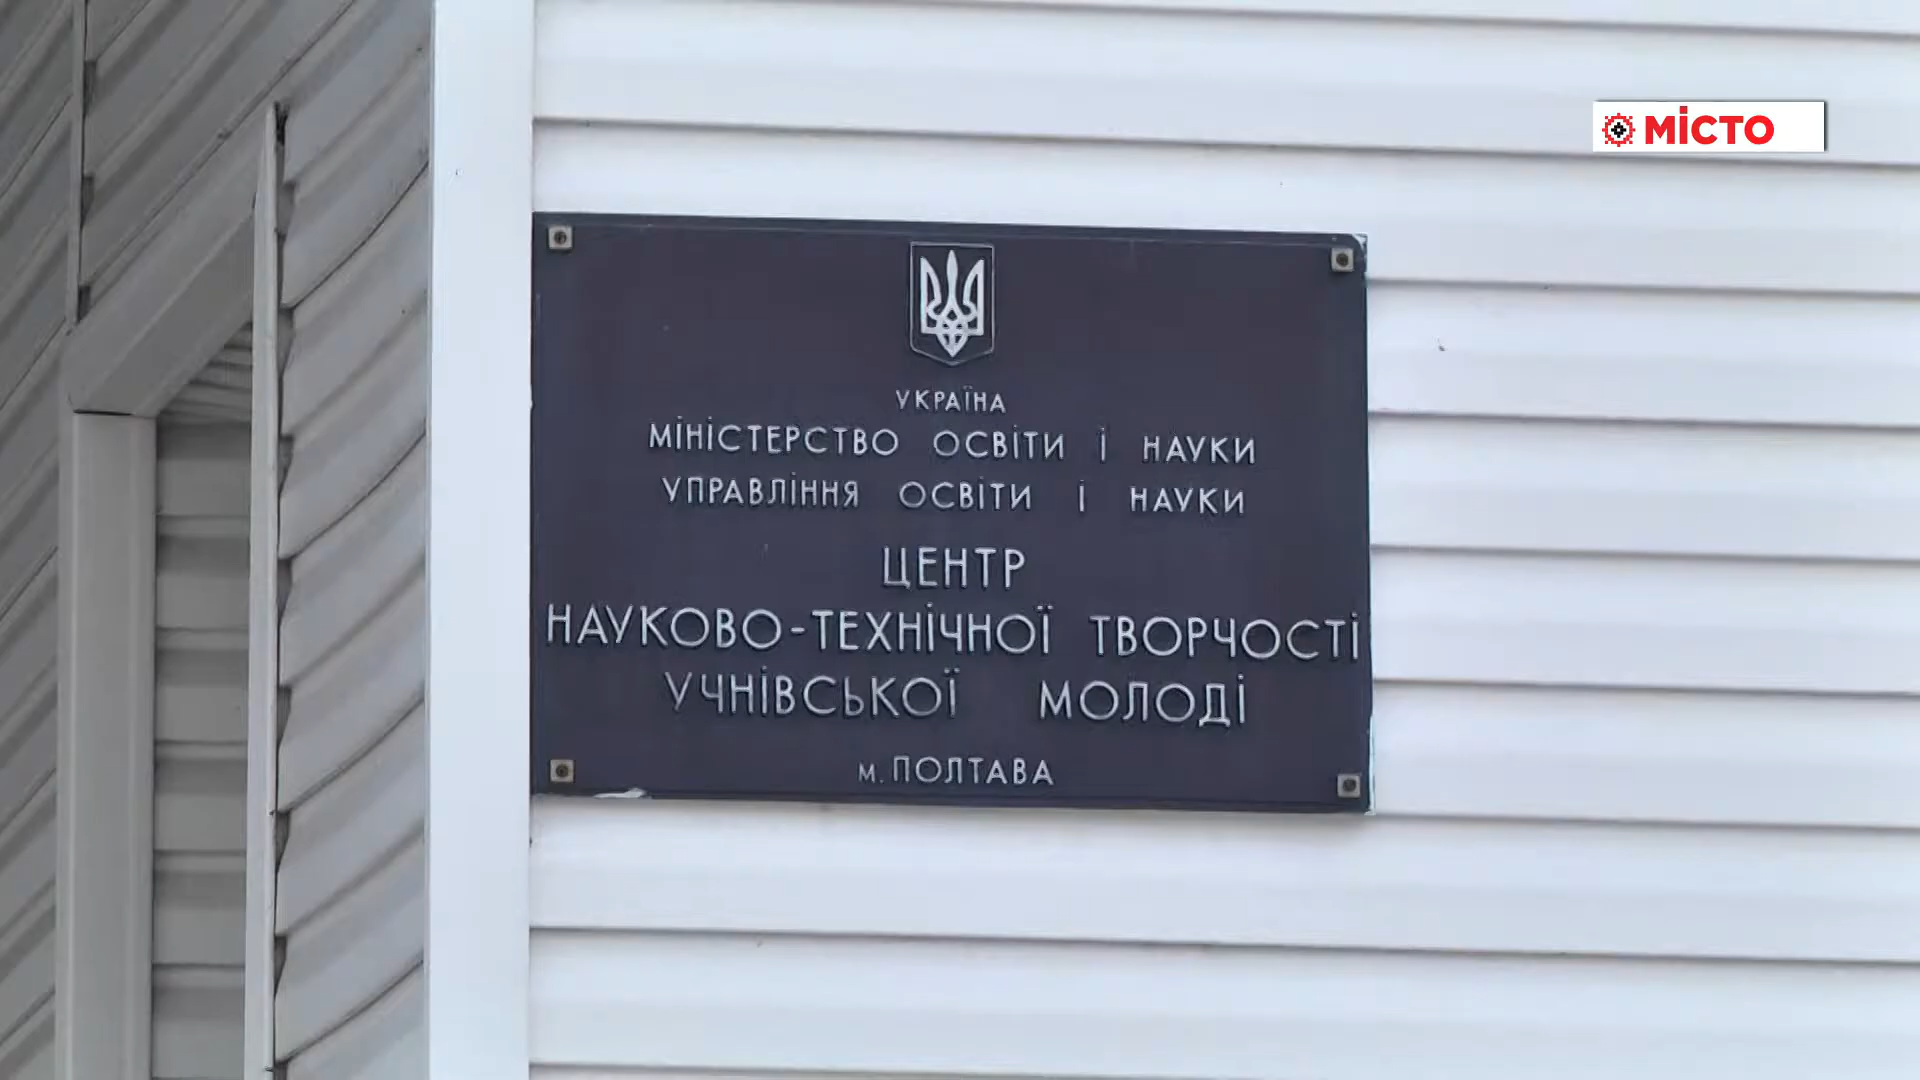 МІСТО
УКРАЇНА
МІНІСТЕРСТВО ОСВІТИ І НАУКИ
УПРАВЛІННЯ ОСВІТИ І НАУКИ
ЦЕНТР
НАУКОВО-ТЕХНІЧНОЇ ТВОРЧОСТІ
УЧНІВСЬКОЇ МОЛОДІ
м. ПОЛТАВА